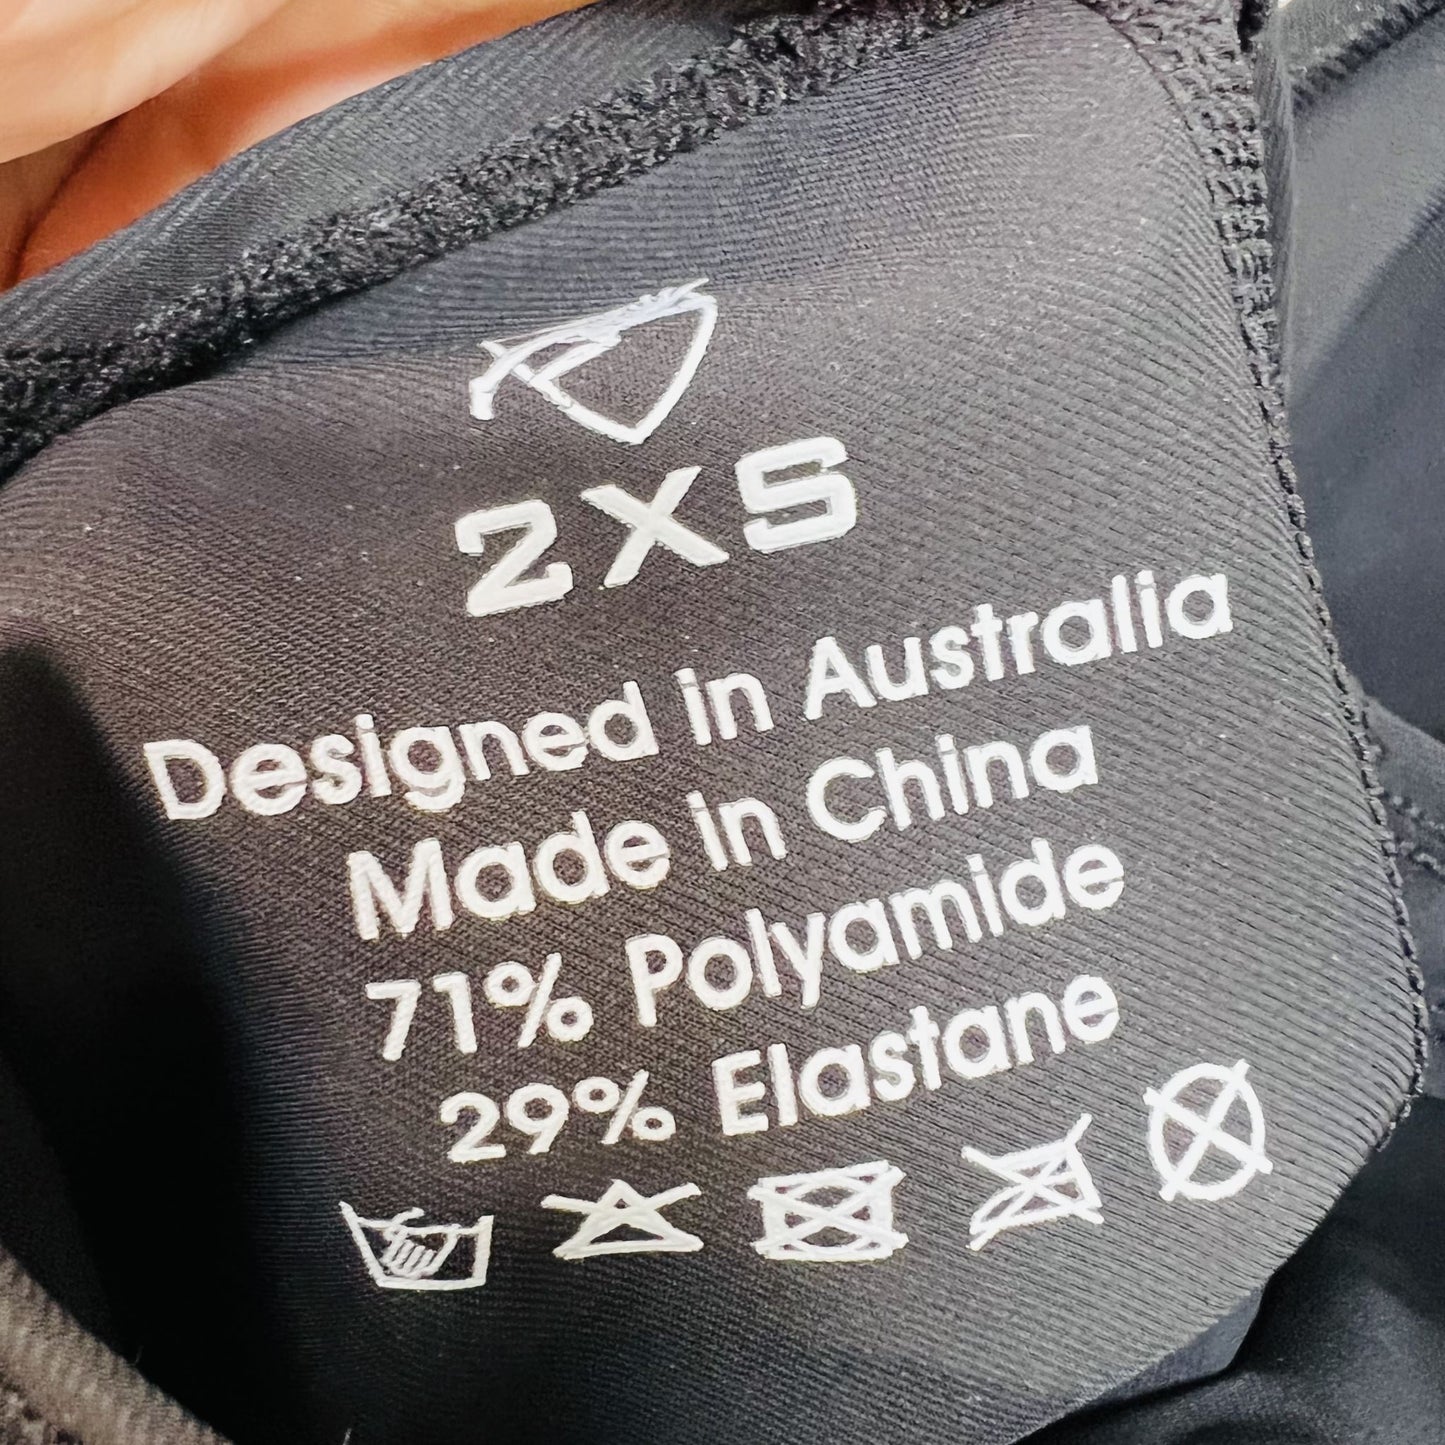 2XS
Designed in Australia
Made in China
71% Polyamide
29% Elastane